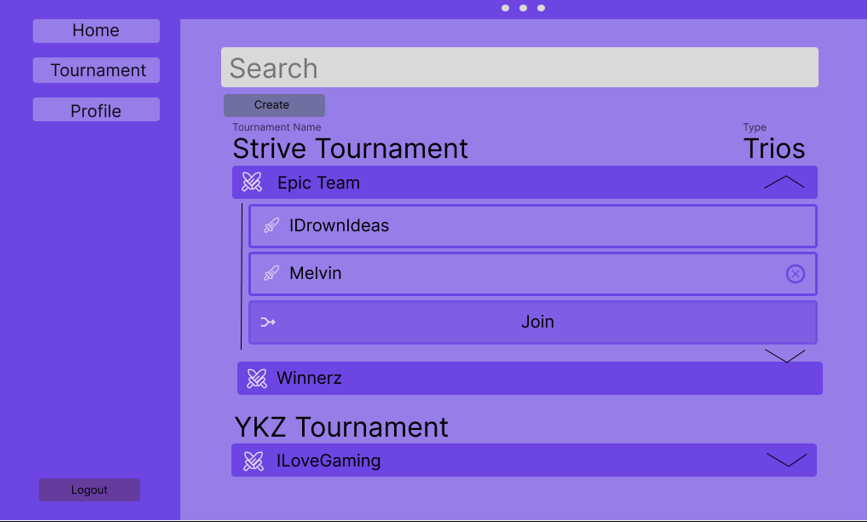 Home
Tournament
Profile
Logout
Search
Create
Tournament Name Type
Strive Tournament Trios
Epic Team
IDrownIdeas
Melvin
Join
Winnerz
YKZ Tournament
ILoveGaming